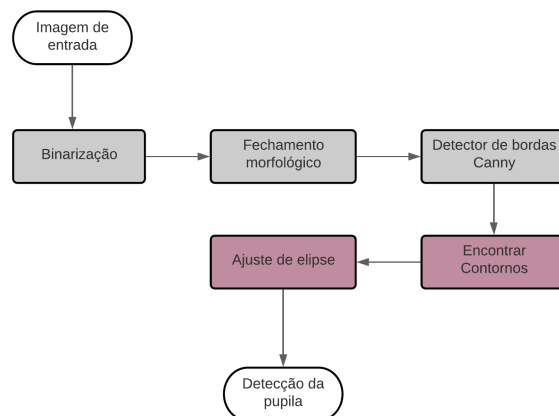 Imagem de
entrada
Binarização
Fechamento
morfológico
Detector de bordas
Canny
Encontrar
Contornos
Ajuste de elipse
Detecção da
pupila